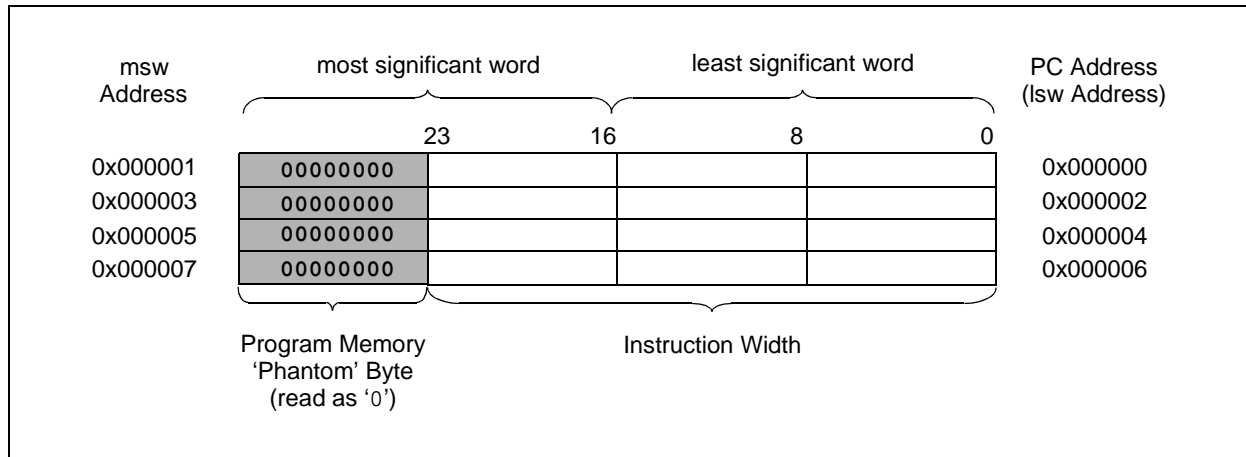 msw
Address
most significant word
least significant word
PC Address
(lsw Address)
23
16
8
0
0x000001
00000000
0x000000
0x000003
00000000
0x000002
0x000005
00000000
0x000004
0x000007
00000000
0x000006
Program Memory
‘Phantom’ Byte
(read as ‘0’)
Instruction Width